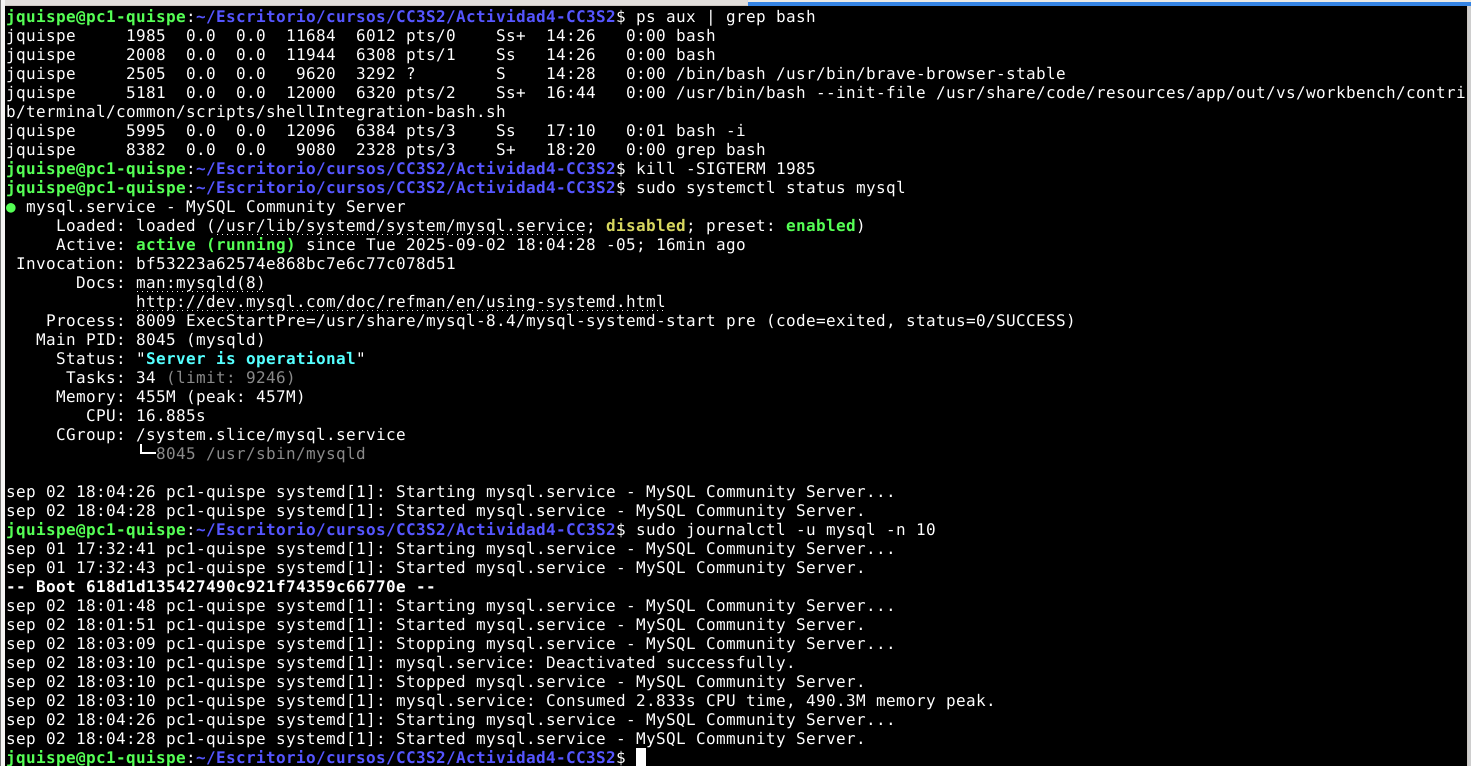 jquispe@pc1-quispe:~/Escritorio/cursos/CC3S2/Actividad4-CC3S2$ ps aux | grep bash
jquispe     1985  0.0  0.0  11684  6012 pts/0    Ss+  14:26   0:00 bash
jquispe     2008  0.0  0.0  11944  6308 pts/1    Ss   14:26   0:00 bash
jquispe     2505  0.0  0.0   9620  3292 ?        S    14:28   0:00 /bin/bash /usr/bin/brave-browser-stable
jquispe     5181  0.0  0.0  12000  6320 pts/2    Ss+  16:44   0:00 /usr/bin/bash --init-file /usr/share/code/resources/app/out/vs/workbench/contri
b/terminal/common/scripts/shellIntegration-bash.sh
jquispe     5995  0.0  0.0  12096  6384 pts/3    Ss   17:10   0:01 bash -i
jquispe     8382  0.0  0.0   9080  2328 pts/3    S+   18:20   0:00 grep bash
jquispe@pc1-quispe:~/Escritorio/cursos/CC3S2/Actividad4-CC3S2$ kill -SIGTERM 1985
jquispe@pc1-quispe:~/Escritorio/cursos/CC3S2/Actividad4-CC3S2$ sudo systemctl status mysql
● mysql.service - MySQL Community Server
     Loaded: loaded (/usr/lib/systemd/system/mysql.service; disabled; preset: enabled)
     Active: active (running) since Tue 2025-09-02 18:04:28 -05; 16min ago
 Invocation: bf53223a62574e868bc7e6c77c078d51
       Docs: man:mysqld(8)
             http://dev.mysql.com/doc/refman/en/using-systemd.html
    Process: 8009 ExecStartPre=/usr/share/mysql-8.4/mysql-systemd-start pre (code=exited, status=0/SUCCESS)
   Main PID: 8045 (mysqld)
     Status: "Server is operational"
      Tasks: 34 (limit: 9246)
     Memory: 455M (peak: 457M)
        CPU: 16.885s
     CGroup: /system.slice/mysql.service
             └─8045 /usr/sbin/mysqld
sep 02 18:04:26 pc1-quispe systemd[1]: Starting mysql.service - MySQL Community Server...
sep 02 18:04:28 pc1-quispe systemd[1]: Started mysql.service - MySQL Community Server.
jquispe@pc1-quispe:~/Escritorio/cursos/CC3S2/Actividad4-CC3S2$ sudo journalctl -u mysql -n 10
sep 01 17:32:41 pc1-quispe systemd[1]: Starting mysql.service - MySQL Community Server...
sep 01 17:32:43 pc1-quispe systemd[1]: Started mysql.service - MySQL Community Server.
-- Boot 618d1d135427490c921f74359c66770e --
sep 02 18:01:48 pc1-quispe systemd[1]: Starting mysql.service - MySQL Community Server...
sep 02 18:01:51 pc1-quispe systemd[1]: Started mysql.service - MySQL Community Server.
sep 02 18:03:09 pc1-quispe systemd[1]: Stopping mysql.service - MySQL Community Server...
sep 02 18:03:10 pc1-quispe systemd[1]: mysql.service: Deactivated successfully.
sep 02 18:03:10 pc1-quispe systemd[1]: Stopped mysql.service - MySQL Community Server.
sep 02 18:03:10 pc1-quispe systemd[1]: mysql.service: Consumed 2.833s CPU time, 490.3M memory peak.
sep 02 18:04:26 pc1-quispe systemd[1]: Starting mysql.service - MySQL Community Server...
sep 02 18:04:28 pc1-quispe systemd[1]: Started mysql.service - MySQL Community Server.
jquispe@pc1-quispe:~/Escritorio/cursos/CC3S2/Actividad4-CC3S2$